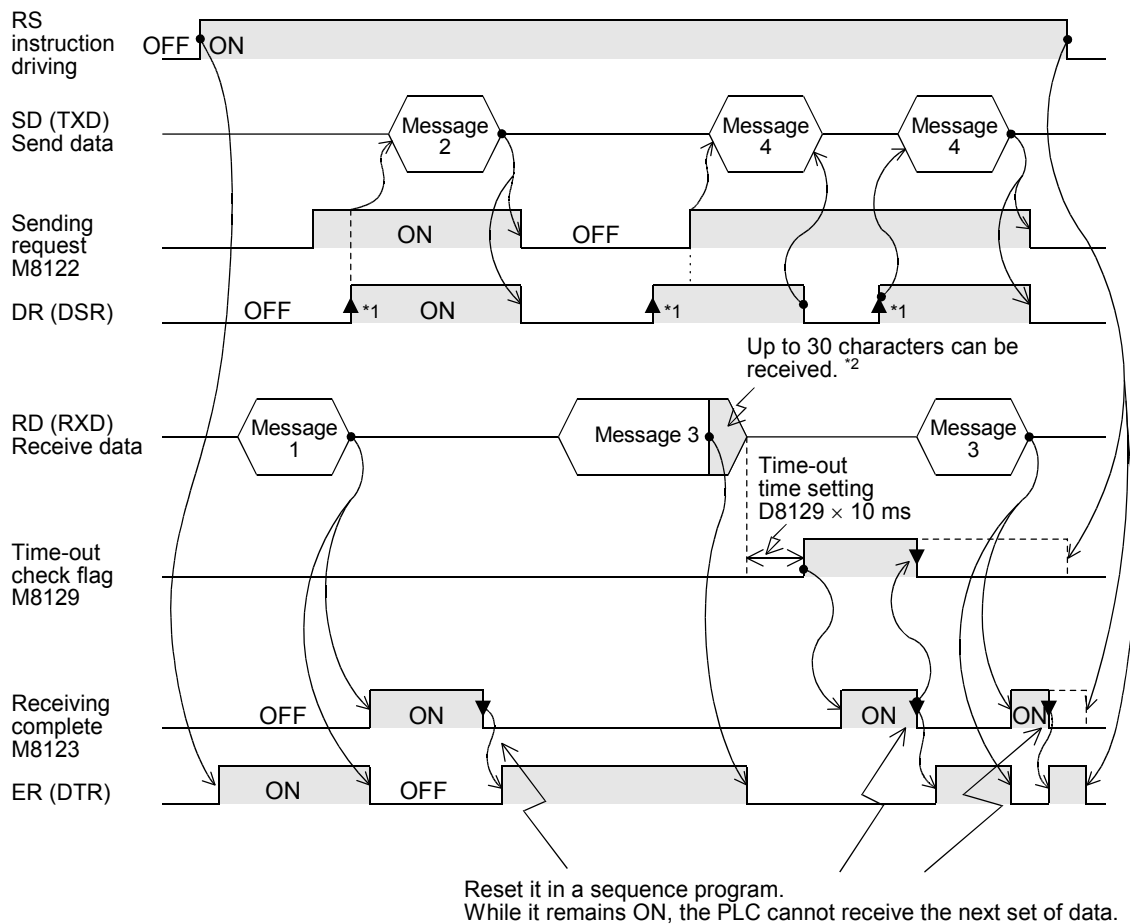 RS
instruction
driving
OFF
ON
SD (TXD)
Send data
Message
2
Message
4
Message
4
Sending
request
M8122
ON
OFF
DR (DSR)
OFF
*1
ON
*1
*1
Up to 30 characters can be
received. *2
RD (RXD)
Receive data
Message
1
Message 3
Message
3
Time-out
time setting
D8129 × 10 ms
Time-out
check flag
M8129
Receiving
complete
M8123
OFF
ON
ON
ON
ER (DTR)
ON
OFF
Reset it in a sequence program.
While it remains ON, the PLC cannot receive the next set of data.